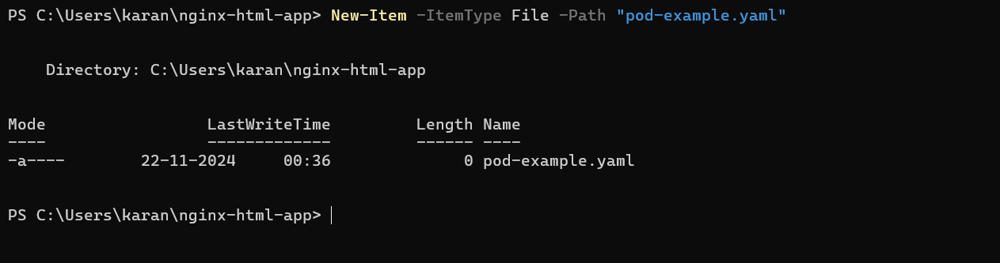 PS C:\Users\karan\nginx-html-app> New-Item -ItemType File -Path "pod-example.yaml"
Directory: C:\Users\karan\nginx-html-app
Mode                 LastWriteTime         Length Name
----                 -------------         ------ ----
-a----        22-11-2024     00:36              0 pod-example.yaml
PS C:\Users\karan\nginx-html-app>